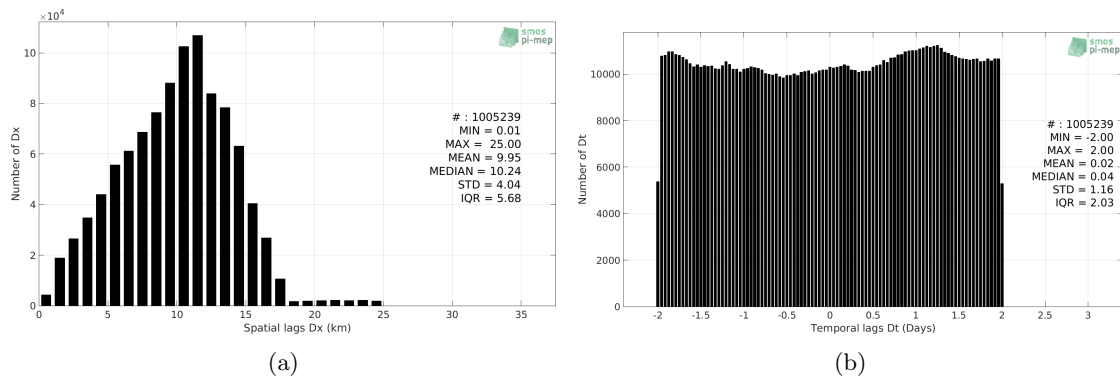 ×10⁴
10
8
6
4
2
0
Number of Dx
0 5 10 15 20 25 30 35
Spatial lags Dx (km)
smos
pi-mep
# : 1005239
MIN = 0.01
MAX = 25.00
MEAN = 9.95
MEDIAN = 10.24
STD = 4.04
IQR = 5.68
(a)
10000
8000
6000
4000
2000
0
Number of Dt
-2 -1.5 -1 -0.5 0 0.5 1 1.5 2 2.5 3
Temporal lags Dt (Days)
smos
pi-mep
# : 1005239
MIN = -2.00
MAX = 2.00
MEAN = 0.02
MEDIAN = 0.04
STD = 1.16
IQR = 2.03
(b)